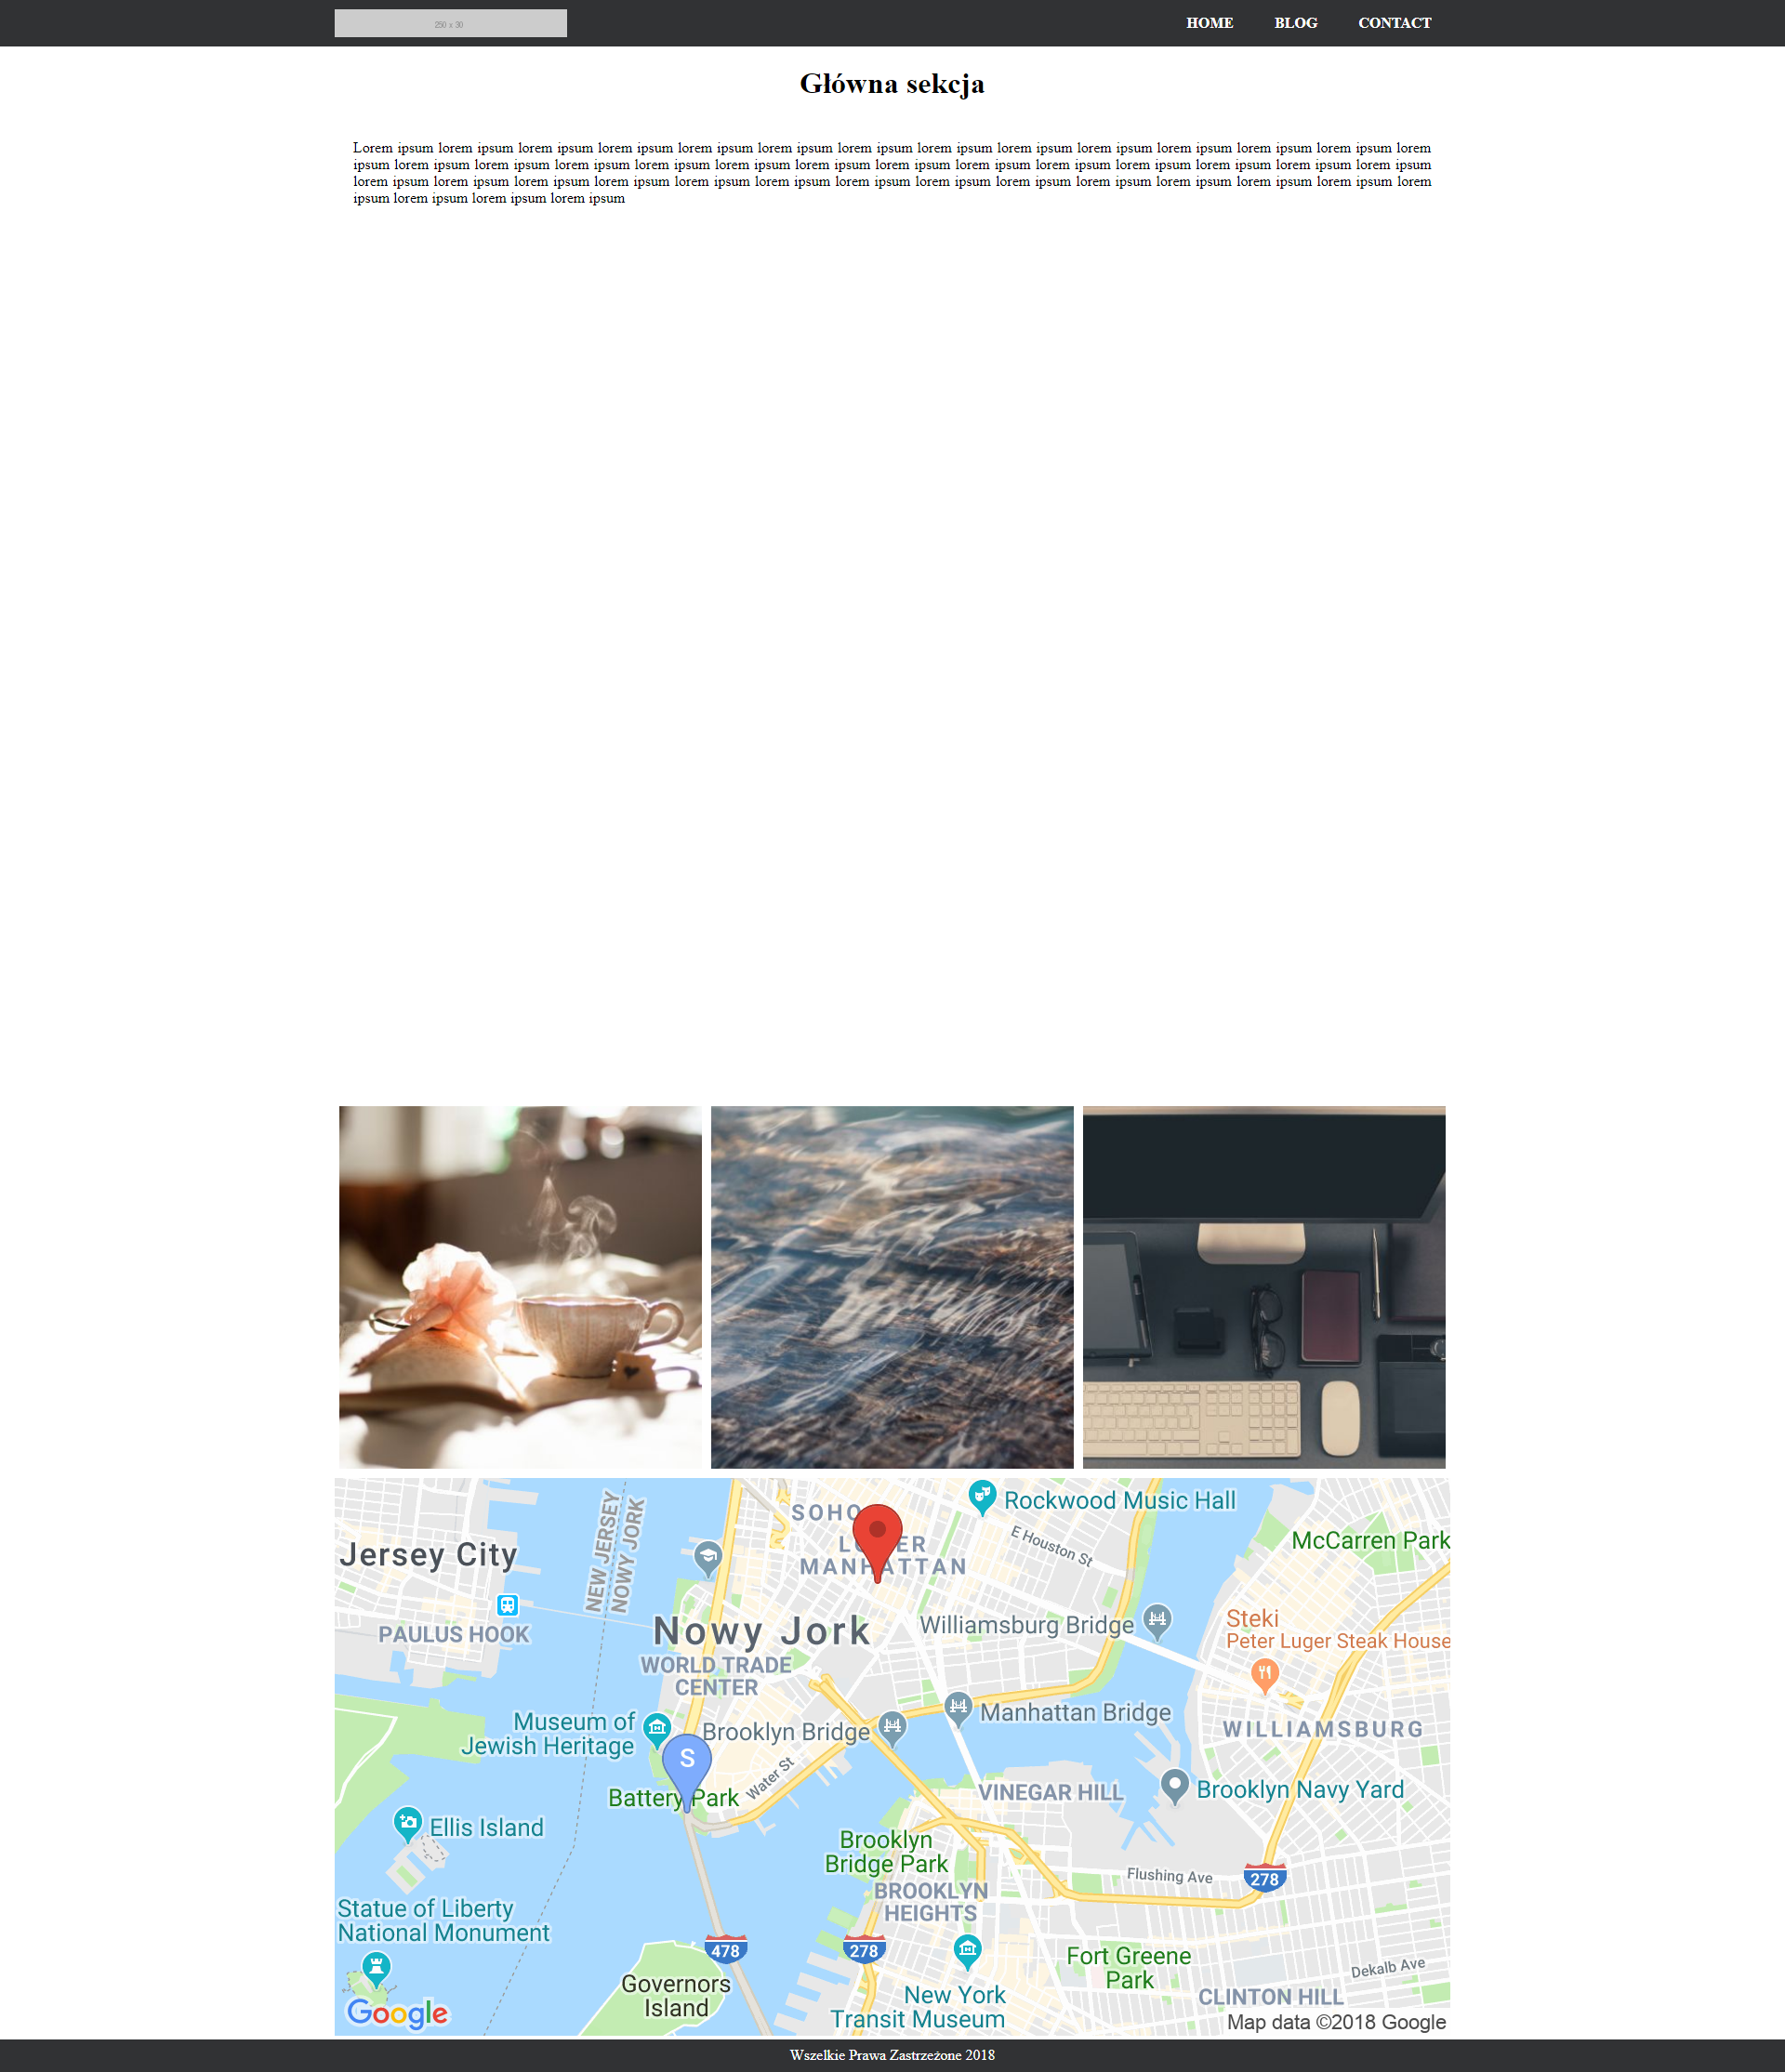 250 x 30
HOME BLOG CONTACT
Główna sekcja
Lorem ipsum lorem ipsum lorem ipsum lorem ipsum lorem ipsum lorem ipsum lorem ipsum lorem ipsum lorem ipsum lorem ipsum lorem ipsum lorem ipsum lorem ipsum lorem
ipsum lorem ipsum lorem ipsum lorem ipsum lorem ipsum lorem ipsum lorem ipsum lorem ipsum lorem ipsum lorem ipsum lorem ipsum lorem ipsum lorem ipsum lorem ipsum
lorem ipsum lorem ipsum lorem ipsum lorem ipsum lorem ipsum lorem ipsum lorem ipsum lorem ipsum lorem ipsum lorem ipsum lorem ipsum lorem ipsum lorem ipsum lorem
ipsum lorem ipsum lorem ipsum lorem ipsum
SOHO
Rockwood Music Hall
E Houston St
McCarren Park
Jersey City
NEW JERSEY
NOWY JORK
LOWER
MANHATTAN
PAULUS HOOK
Nowy Jork
Williamsburg Bridge
Steki
Peter Luger Steak House
WORLD TRADE
CENTER
Museum of
Jewish Heritage
Brooklyn Bridge
Manhattan Bridge
WILLIAMSBURG
S
Water St
Battery Park
VINEGAR HILL
Brooklyn Navy Yard
Ellis Island
Brooklyn
Bridge Park
Flushing Ave
278
BROOKLYN
HEIGHTS
Statue of Liberty
National Monument
478
278
Fort Greene
Park
Dekalb Ave
Governors
Island
New York
Transit Museum
CLINTON HILL
Google
Map data ©2018 Google
Wszelkie Prawa Zastrzeżone 2018